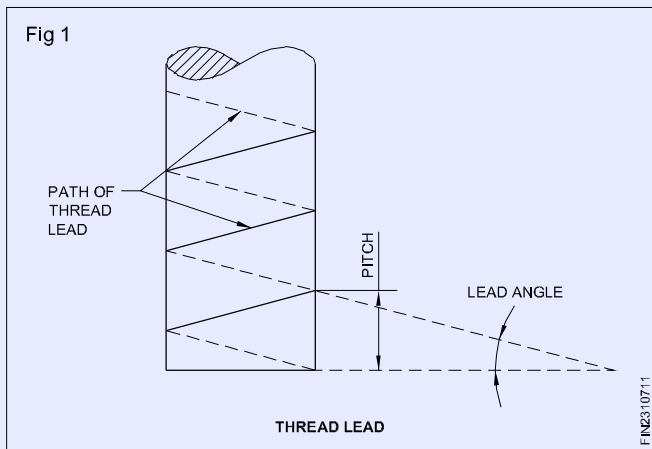 Fig 1
PATH OF
THREAD
LEAD
PITCH
LEAD ANGLE
THREAD LEAD
FIN2310711